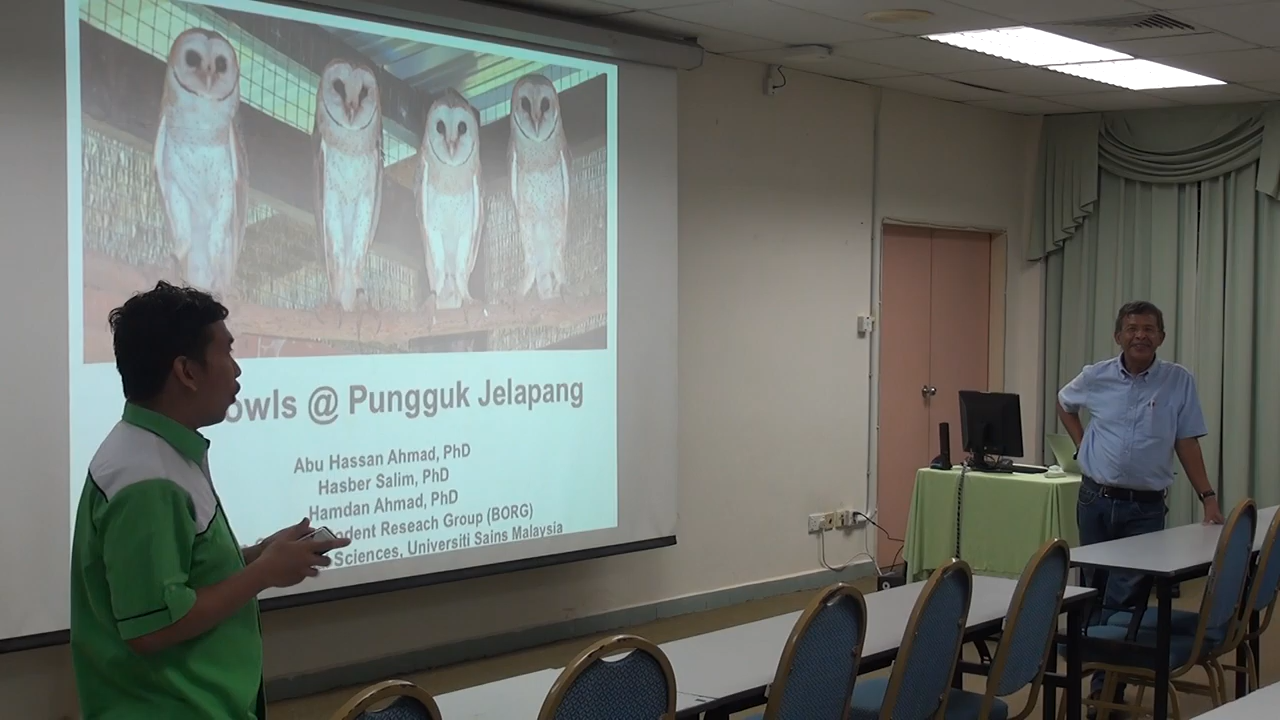 owls @ Pungguk Jelapang
Abu Hassan Ahmad, PhD
Hasber Salim, PhD
Hamdan Ahmad, PhD
dent Reseach Group (BORG)
Sciences, Universiti Sains Malaysia